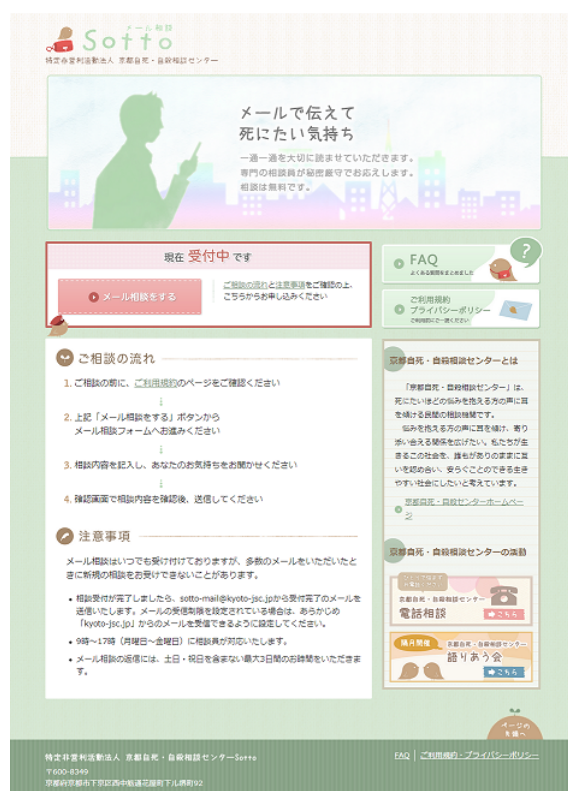 メール相談
Sotto
特定非営利活動法人 京都自死・自殺相談センター
メールで伝えて
死にたい気持ち
一通一通を大切に読ませていただきます。
専門の相談員が秘密厳守でお応えします。
相談は無料です。
現在 受付中 です
メール相談をする
ご相談の流れと注意事項をご確認の上、
こちらからお申し込みください
FAQ
よくある質問をまとめました
?
ご利用規約
プライバシーポリシー
ご利用前にご一読ください
ご相談の流れ
1. ご相談の前に、ご利用規約のページをご確認ください
↓
2. 上記「メール相談をする」ボタンから
メール相談フォームへお進みください
↓
3. 相談内容を記入し、あなたのお気持ちをお聞かせください
↓
4. 確認画面で相談内容を確認後、送信してください
注意事項
メール相談はいつでも受け付けておりますが、多数のメールをいただいたと
きに新規の相談をお受けできないことがあります。
• 相談受付が完了しましたら、sotto-mail@kyoto-jsc.jpから受付完了のメールを
送信いたします。メールの受信制限を設定されている場合は、あらかじめ
「kyoto-jsc.jp」からのメールを受信できるように設定してください。
• 9時～17時（月曜日～金曜日）に相談員が対応いたします。
• メール相談の返信には、土日・祝日を含まない最大3日間のお時間をいただきま
す。
京都自死・自殺相談センターとは
「京都自死・自殺相談センター」は、
死にたいほどの悩みを抱える方の声に耳
を傾ける民間の相談機関です。
悩みを抱える方の声に耳を傾け、寄り
添い会える関係を広げたい。私たちが生
きるこの社会を、誰もがありのままに互
いを認め合い、安らぐことのできる生き
やすい社会にしたいと考えています。
京都自死・自殺センターホームペー
ジ
京都自死・自殺相談センターの活動
京都自死・自殺相談センター
電話相談
こちら
隔月開催
京都自死・自殺相談センター
語りあう会
こちら
ページの
先頭へ
特定非営利活動法人 京都自死・自殺相談センターSotto
〒600-8349
京都府京都市下京区西中筋通花屋町下ル堺町92
FAQ | ご利用規約・プライバシーポリシー